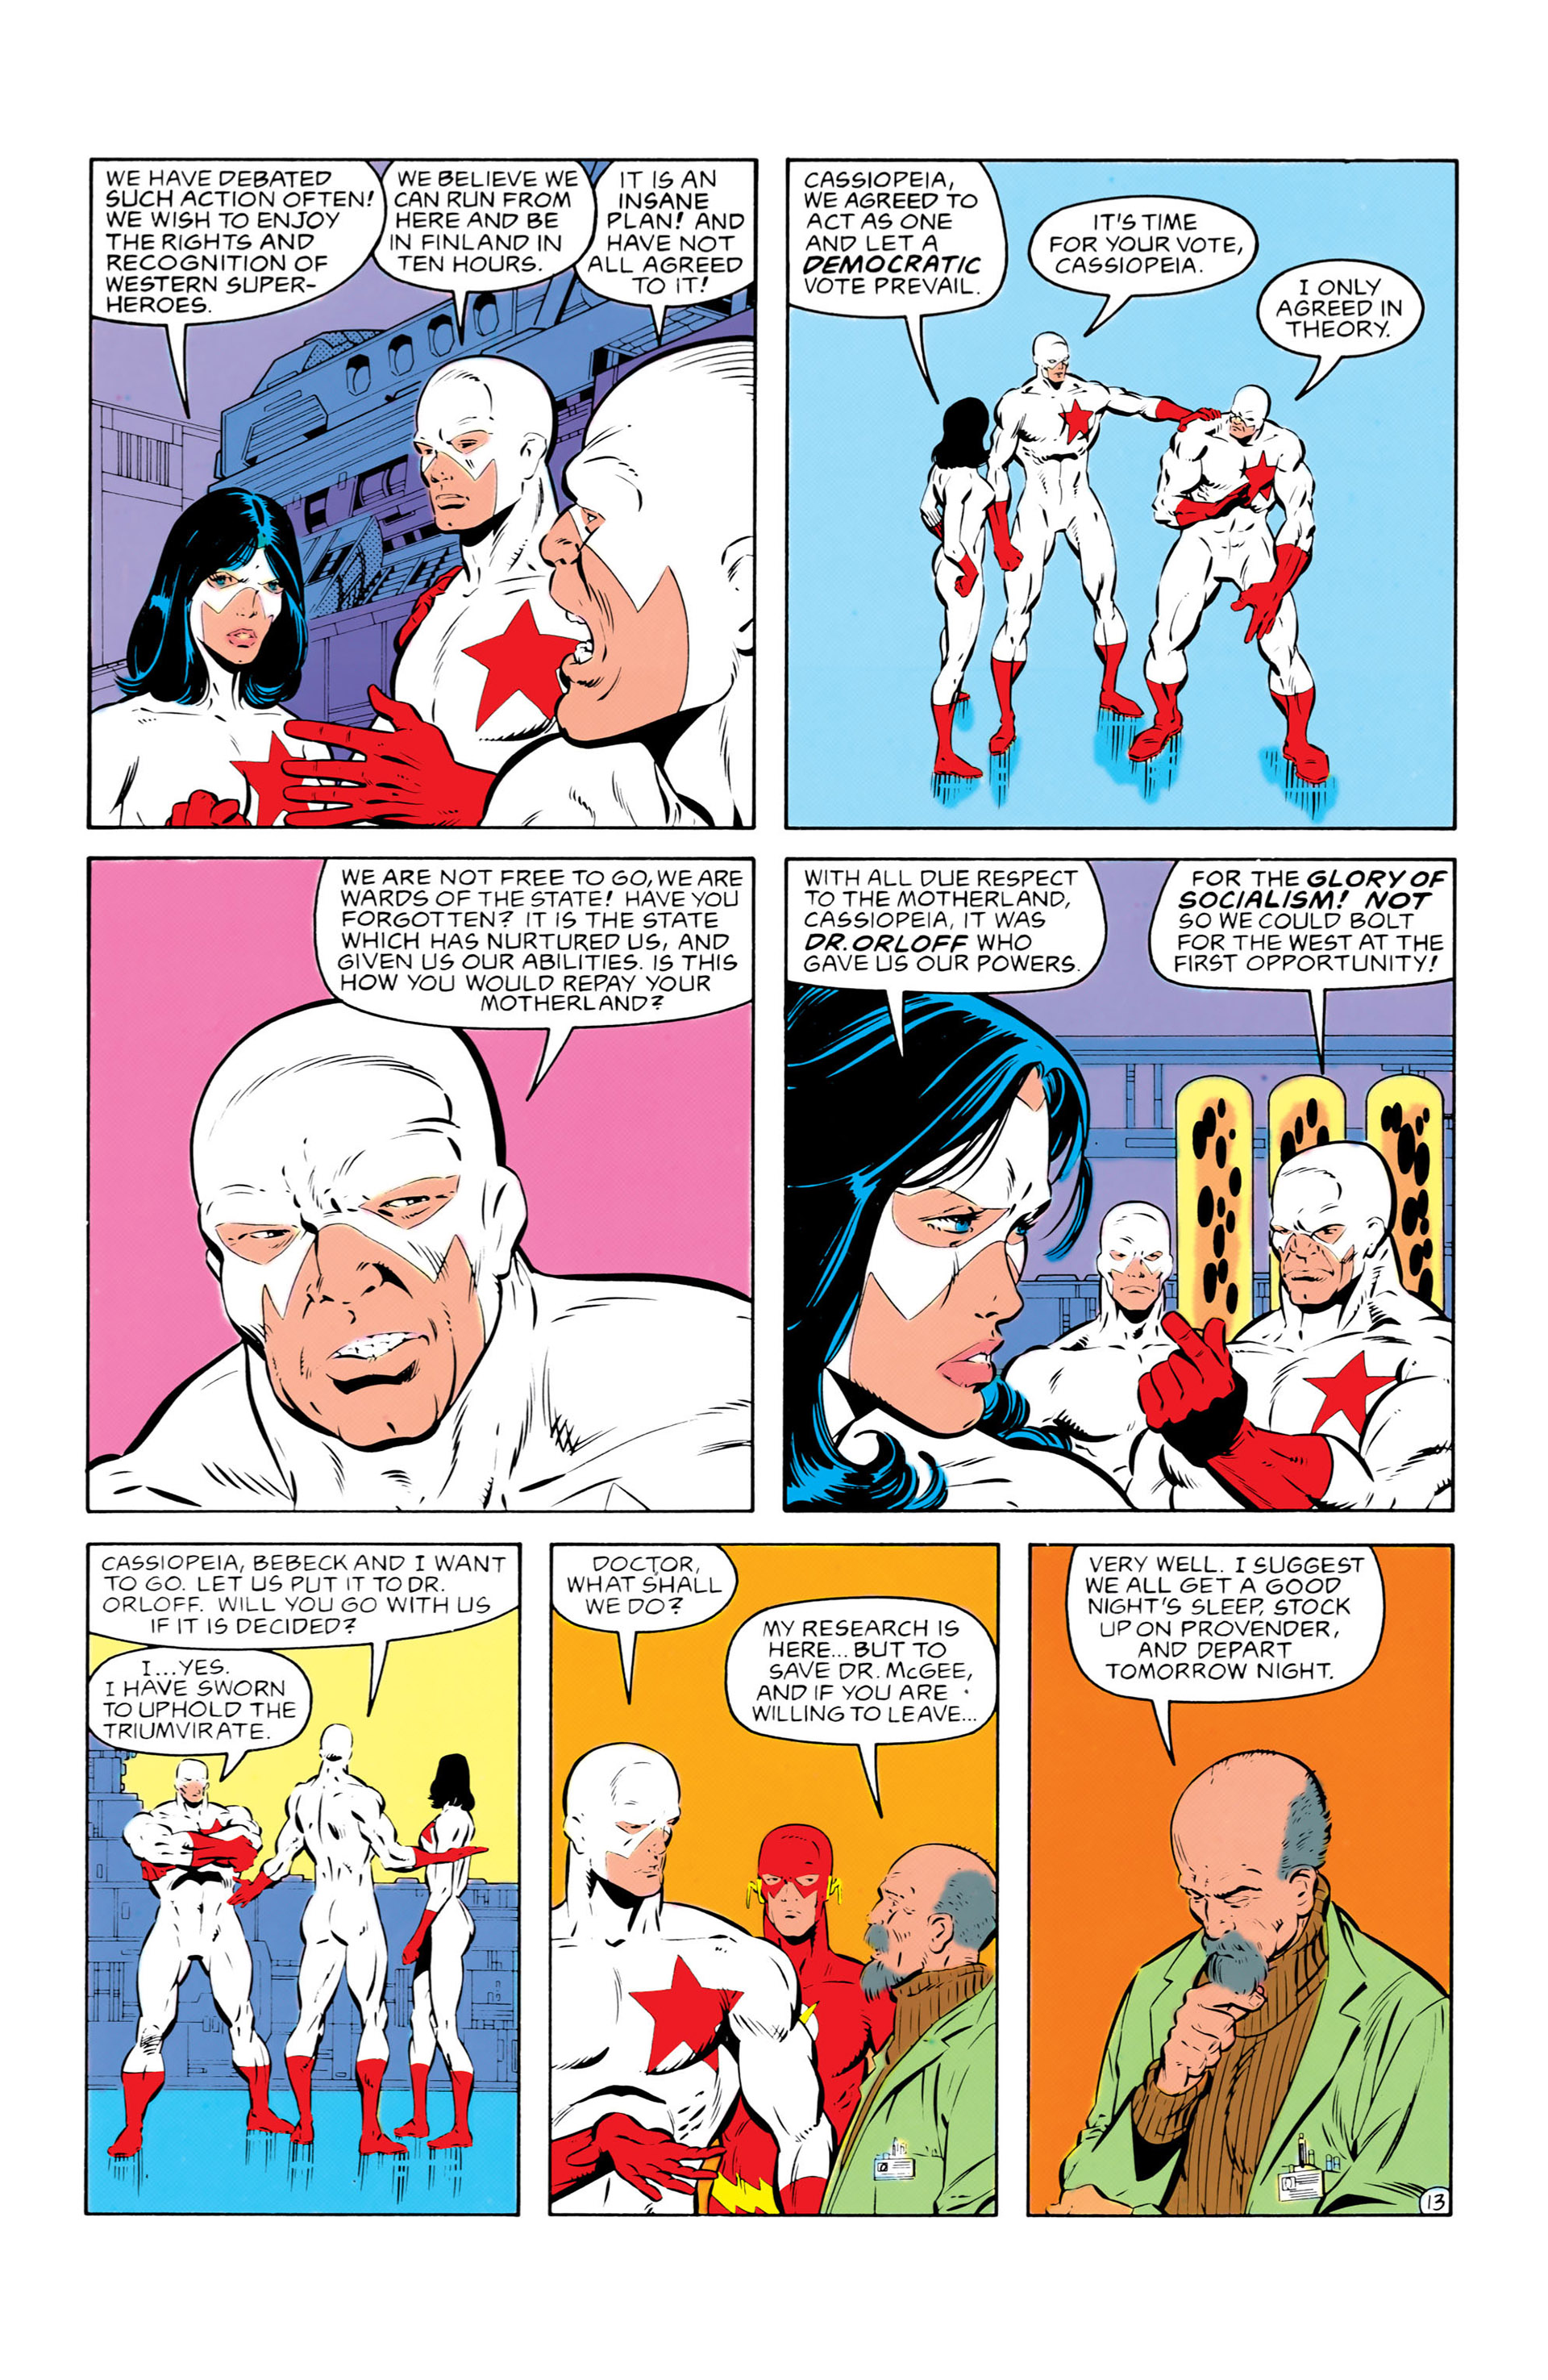 WE HAVE DEBATED
SUCH ACTION OFTEN!
WE WISH TO ENJOY
THE RIGHTS AND
RECOGNITION OF
WESTERN SUPER-
HEROES.
WE BELIEVE WE
CAN RUN FROM
HERE AND BE
IN FINLAND IN
TEN HOURS.
IT IS AN
INSANE
PLAN! AND
HAVE NOT
ALL AGREED
TO IT!
CASSIOPEIA,
WE AGREED TO
ACT AS ONE
AND LET A
DEMOCRATIC
VOTE PREVAIL.
IT'S TIME
FOR YOUR VOTE,
CASSIOPEIA.
I ONLY
AGREED IN
THEORY.
WE ARE NOT FREE TO GO, WE ARE
WARDS OF THE STATE! HAVE YOU
FORGOTTEN? IT IS THE STATE
WHICH HAS NURTURED US, AND
GIVEN US OUR ABILITIES. IS THIS
HOW YOU WOULD REPAY YOUR
MOTHERLAND?
WITH ALL DUE RESPECT
TO THE MOTHERLAND,
CASSIOPEIA, IT WAS
DR. ORLOFF WHO
GAVE US OUR POWERS.
FOR THE GLORY OF
SOCIALISM! NOT
SO WE COULD BOLT
FOR THE WEST AT THE
FIRST OPPORTUNITY!
CASSIOPEIA, BEBECK AND I WANT
TO GO. LET US PUT IT TO DR.
ORLOFF. WILL YOU GO WITH US
IF IT IS DECIDED?
I...YES.
I HAVE SWORN
TO UPHOLD THE
TRIUMVIRATE.
DOCTOR,
WHAT SHALL
WE DO?
MY RESEARCH IS
HERE... BUT TO
SAVE DR. McGEE,
AND IF YOU ARE
WILLING TO LEAVE...
VERY WELL. I SUGGEST
WE ALL GET A GOOD
NIGHT'S SLEEP, STOCK
UP ON PROVENDER,
AND DEPART
TOMORROW NIGHT.
13